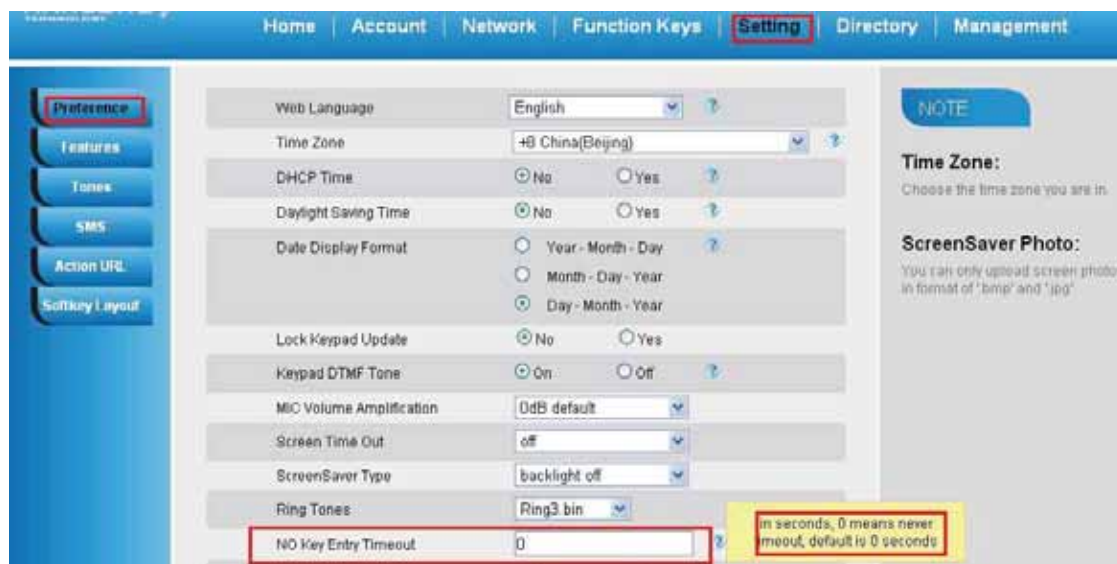 TECHNOLOGY
Home | Account | Network | Function Keys | Setting | Directory | Management
Preference
Features
Tones
SMS
Action URL
Softkey Layout
Web Language English ?
Time Zone +8 China(Beijing) ?
DHCP Time No Yes ?
Daylight Saving Time No Yes ?
Date Display Format Year - Month - Day ?
Month - Day - Year
Day - Month - Year
Lock Keypad Update No Yes
Keypad DTMF Tone On Off ?
MIC Volume Amplification 0dB default
Screen Time Out off
ScreenSaver Type backlight off
Ring Tones Ring3.bin
NO Key Entry Timeout 0 ?
in seconds, 0 means never
imeout, default is 0 seconds
NOTE
Time Zone:
Choose the time zone you are in.
ScreenSaver Photo:
You can only upload screen photo
in format of "bmp" and "jpg"